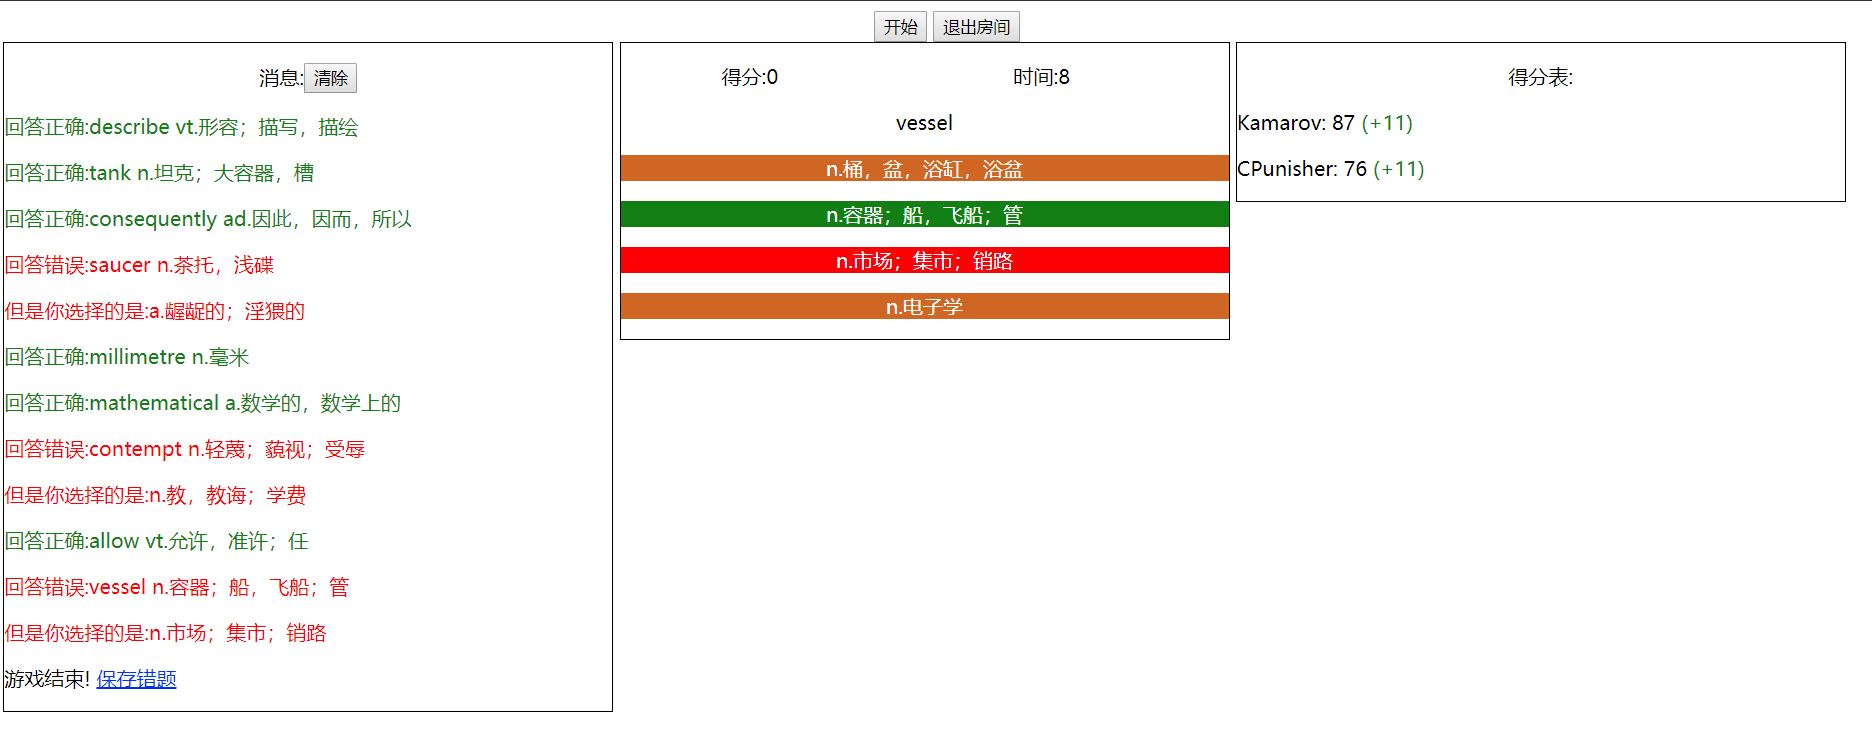 开始 退出房间
消息:清除
回答正确:describe vt.形容；描写，描绘
回答正确:tank n.坦克；大容器，槽
回答正确:consequently ad.因此，因而，所以
回答错误:saucer n.茶托，浅碟
但是你选择的是:a.龌龊的；淫猥的
回答正确:millimetre n.毫米
回答正确:mathematical a.数学的，数学上的
回答错误:contempt n.轻蔑；藐视；受辱
但是你选择的是:n.教，教诲；学费
回答正确:allow vt.允许，准许；任
回答错误:vessel n.容器；船，飞船；管
但是你选择的是:n.市场；集市；销路
游戏结束! 保存错题
得分:0 时间:8
vessel
n.桶，盆，浴缸，浴盆
n.容器；船，飞船；管
n.市场；集市；销路
n.电子学
得分表:
Kamarov: 87 (+11)
CPunisher: 76 (+11)